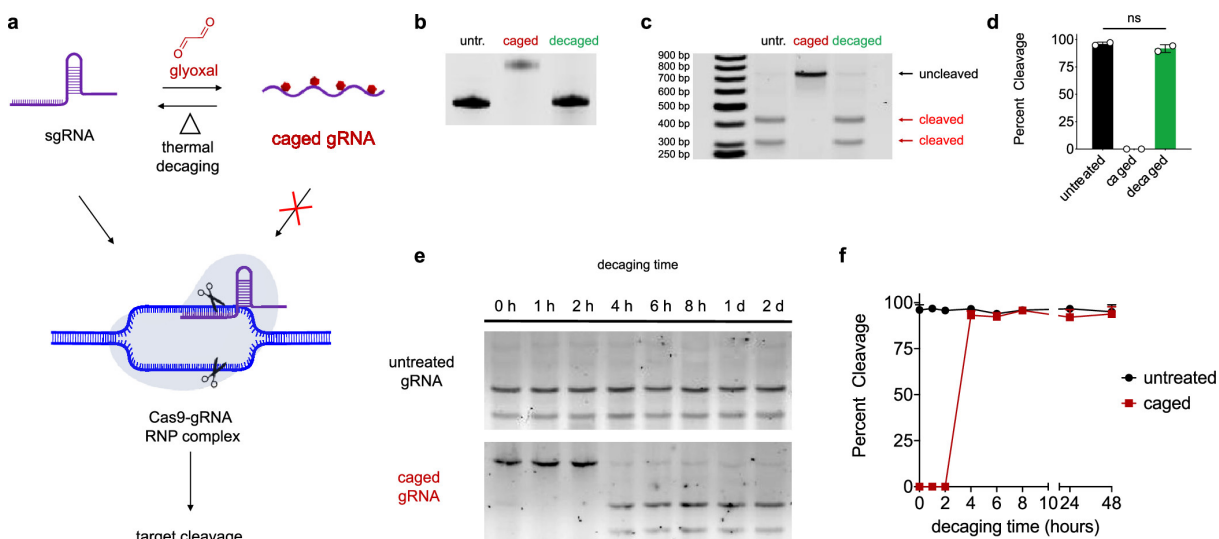 a
glyoxal
sgRNA
thermal
decaging
caged gRNA
Cas9-gRNA
RNP complex
target cleavage
b
untr. caged decaged
c
untr. caged decaged
900 bp
800 bp
700 bp
600 bp
500 bp
400 bp
300 bp
250 bp
uncleaved
cleaved
cleaved
d
ns
Percent Cleavage
100
75
50
25
0
untreated
caged
decaged
e
decaging time
0 h 1 h 2 h 4 h 6 h 8 h 1 d 2 d
untreated
gRNA
caged
gRNA
f
Percent Cleavage
100
75
50
25
0
0 2 4 6 8 10 24 48
decaging time (hours)
untreated
caged